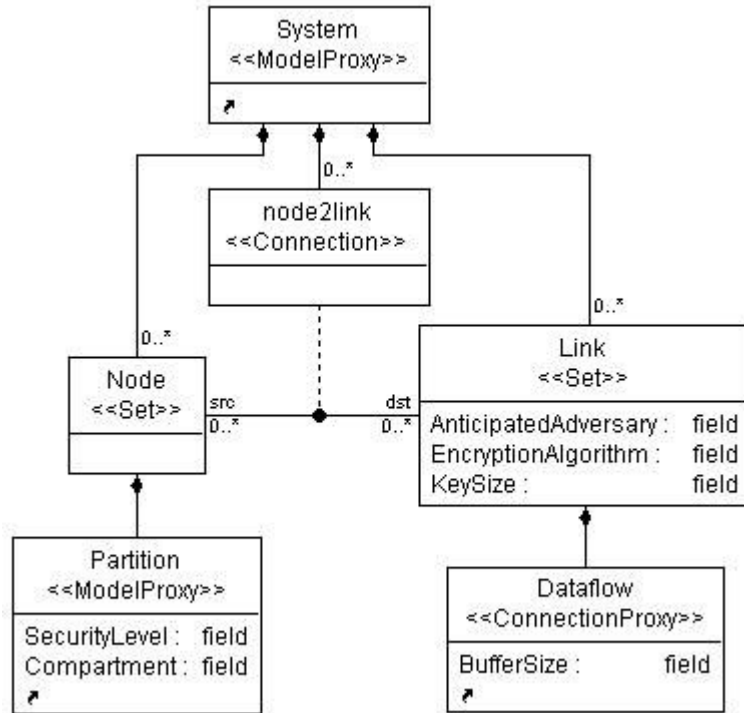 System
<<ModelProxy>>
0..*
node2link
<<Connection>>
0..*
0..*
Node
<<Set>>
src
0..*
dst
0..*
Link
<<Set>>
AnticipatedAdversary : field
EncryptionAlgorithm : field
KeySize : field
Partition
<<ModelProxy>>
SecurityLevel : field
Compartment : field
Dataflow
<<ConnectionProxy>>
BufferSize : field